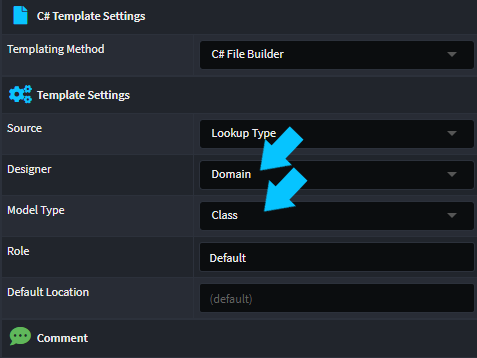 C# Template Settings
Templating Method
C# File Builder
Template Settings
Source
Lookup Type
Designer
Domain
Model Type
Class
Role
Default
Default Location
(default)
Comment